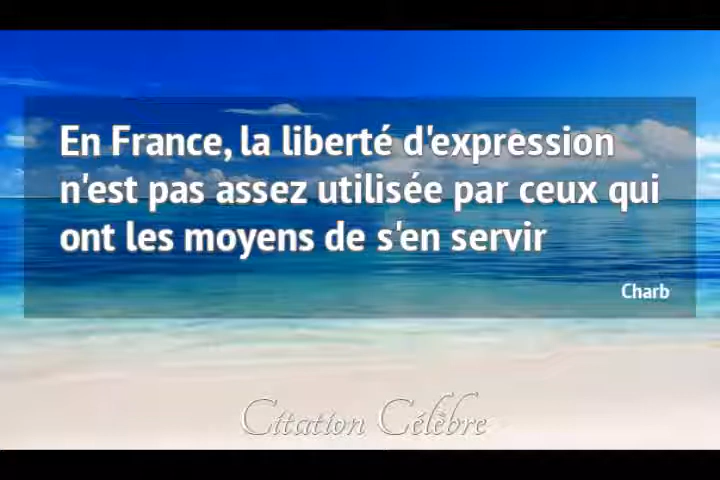 En France, la liberté d'expression
n'est pas assez utilisée par ceux qui
ont les moyens de s'en servir
Charb
Citation Célèbre